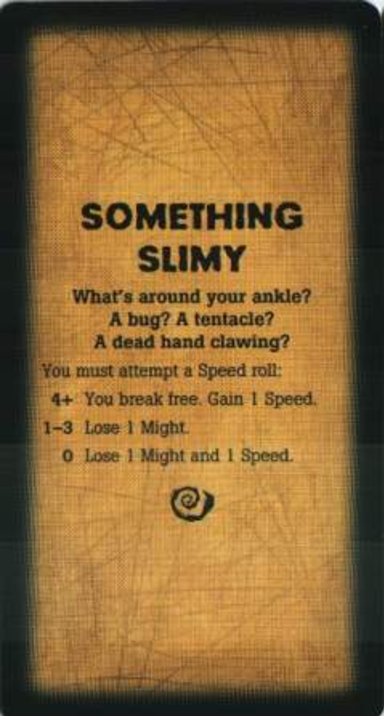 SOMETHING
SLIMY
What's around your ankle?
A bug? A tentacle?
A dead hand clawing?
You must attempt a Speed roll:
4+ You break free. Gain 1 Speed.
1–3 Lose 1 Might.
0 Lose 1 Might and 1 Speed.